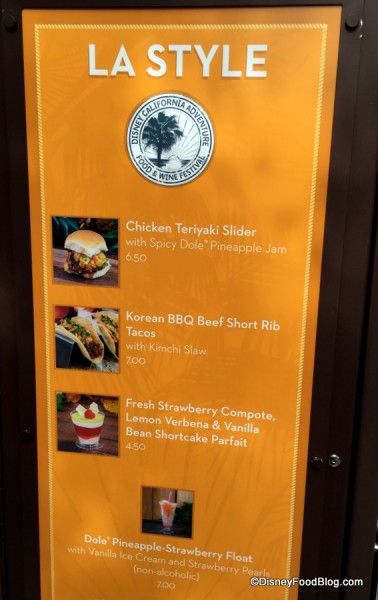 LA STYLE
DISNEY CALIFORNIA ADVENTURE
FOOD & WINE FESTIVAL
Chicken Teriyaki Slider
with Spicy Dole® Pineapple Jam
6.50
Korean BBQ Beef Short Rib
Tacos
with Kimchi Slaw
7.00
Fresh Strawberry Compote,
Lemon Verbena & Vanilla
Bean Shortcake Parfait
4.50
Dole® Pineapple-Strawberry Float
with Vanilla Ice Cream and Strawberry Pearls
(non-alcoholic)
7.00
©DisneyFoodBlog.com